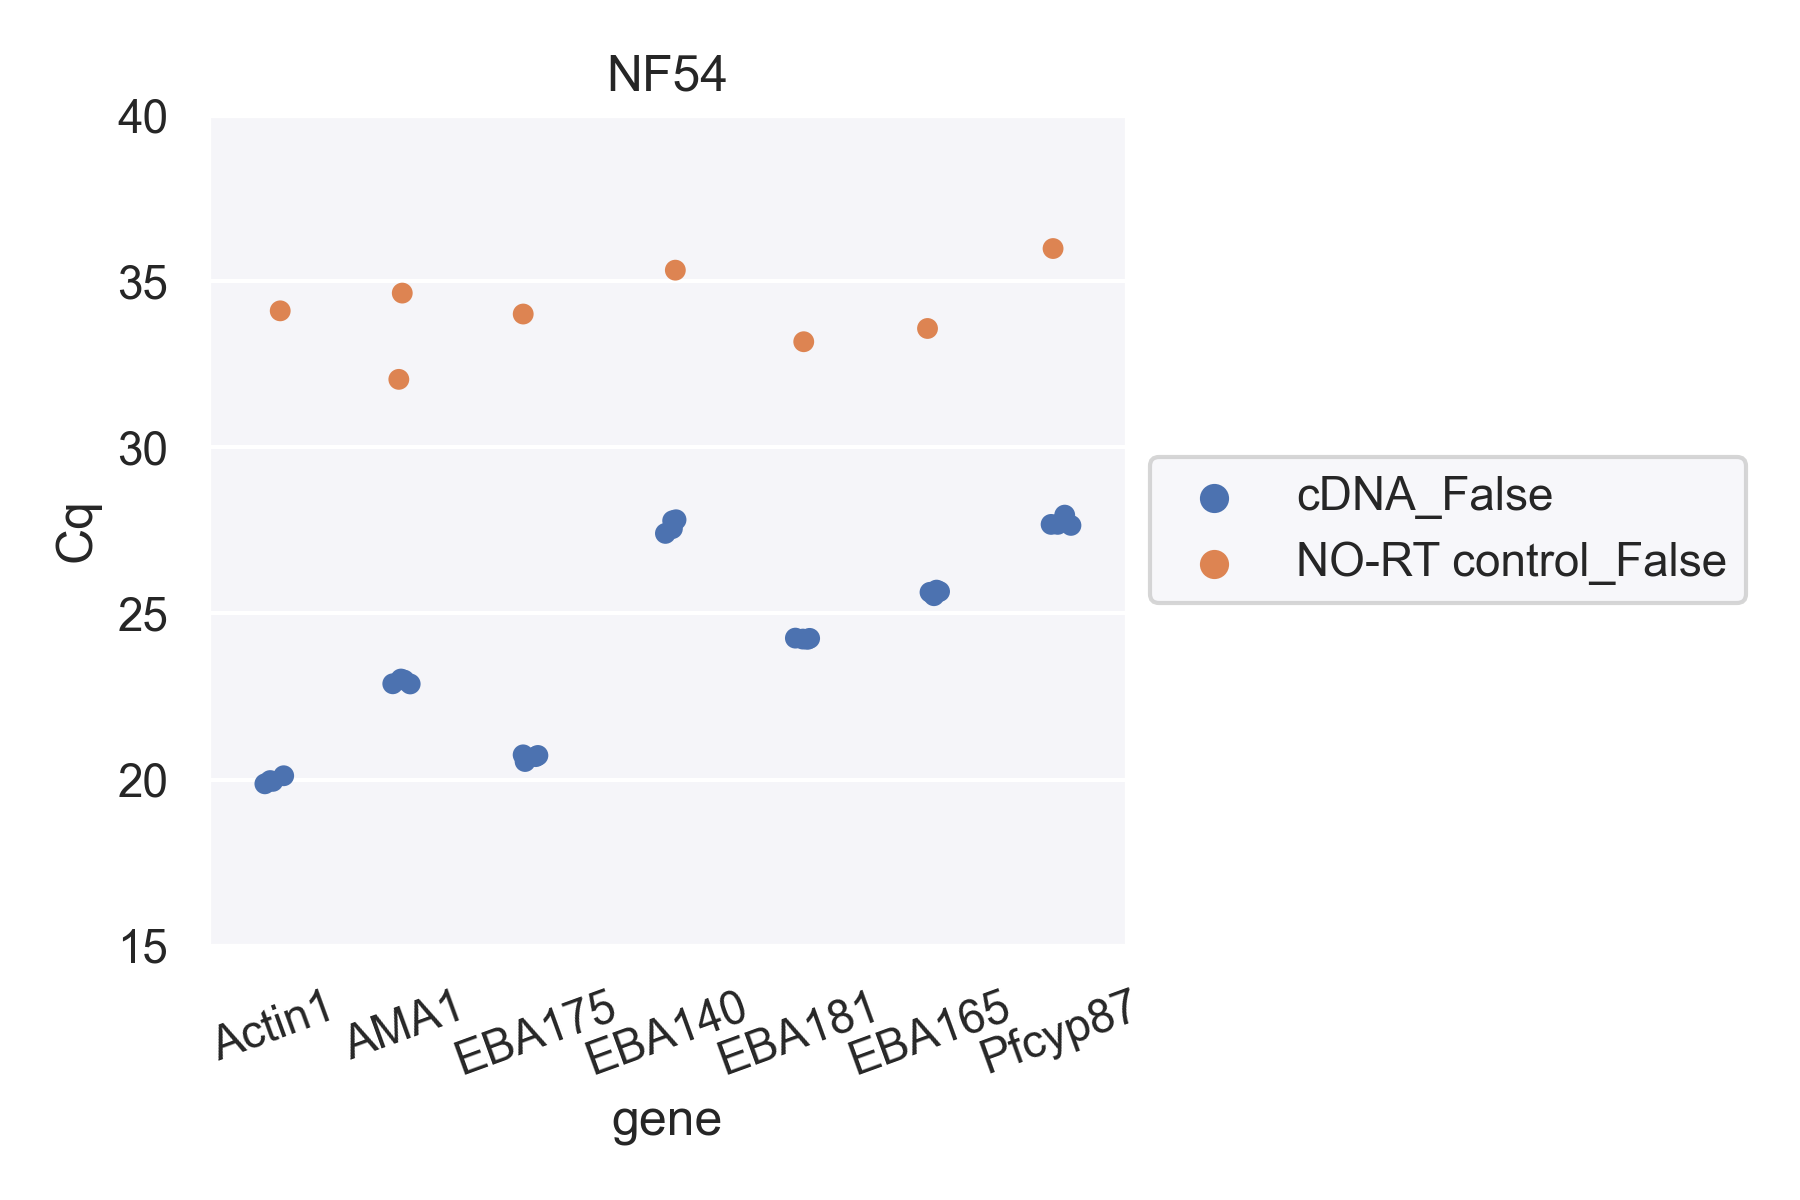 NF54
40
35
30
25
20
15
Cq
Actin1
AMA1
EBA175
EBA140
EBA181
EBA165
Pfcyp87
gene
cDNA_False
NO-RT control_False